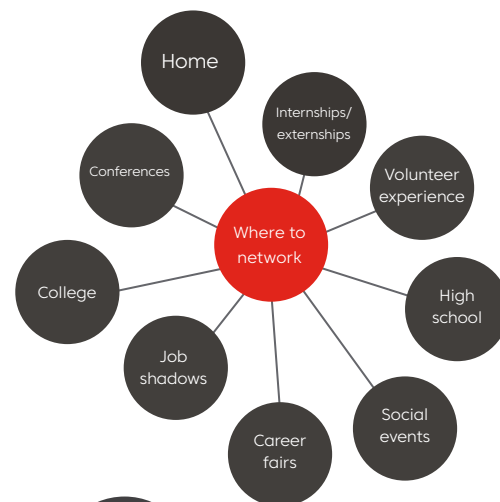 Home
Internships/
externships
Conferences
Volunteer
experience
Where to
network
College
High
school
Job
shadows
Social
events
Career
fairs